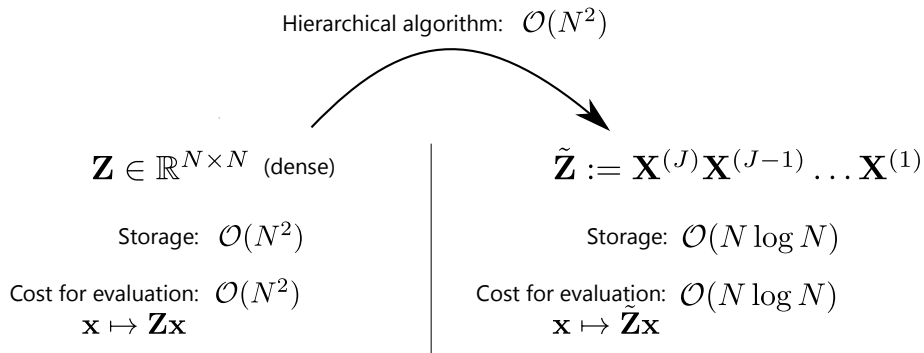 Hierarchical algorithm: 𝒪(N²)
𝐙 ∈ ℝ^{N×N} (dense)
Storage: 𝒪(N²)
Cost for evaluation: 𝒪(N²)
𝐱 ↦ 𝐙𝐱
𝐙̃ := 𝐗^{(J)}𝐗^{(J−1)} … 𝐗^{(1)}
Storage: 𝒪(N log N)
Cost for evaluation: 𝒪(N log N)
𝐱 ↦ 𝐙̃𝐱